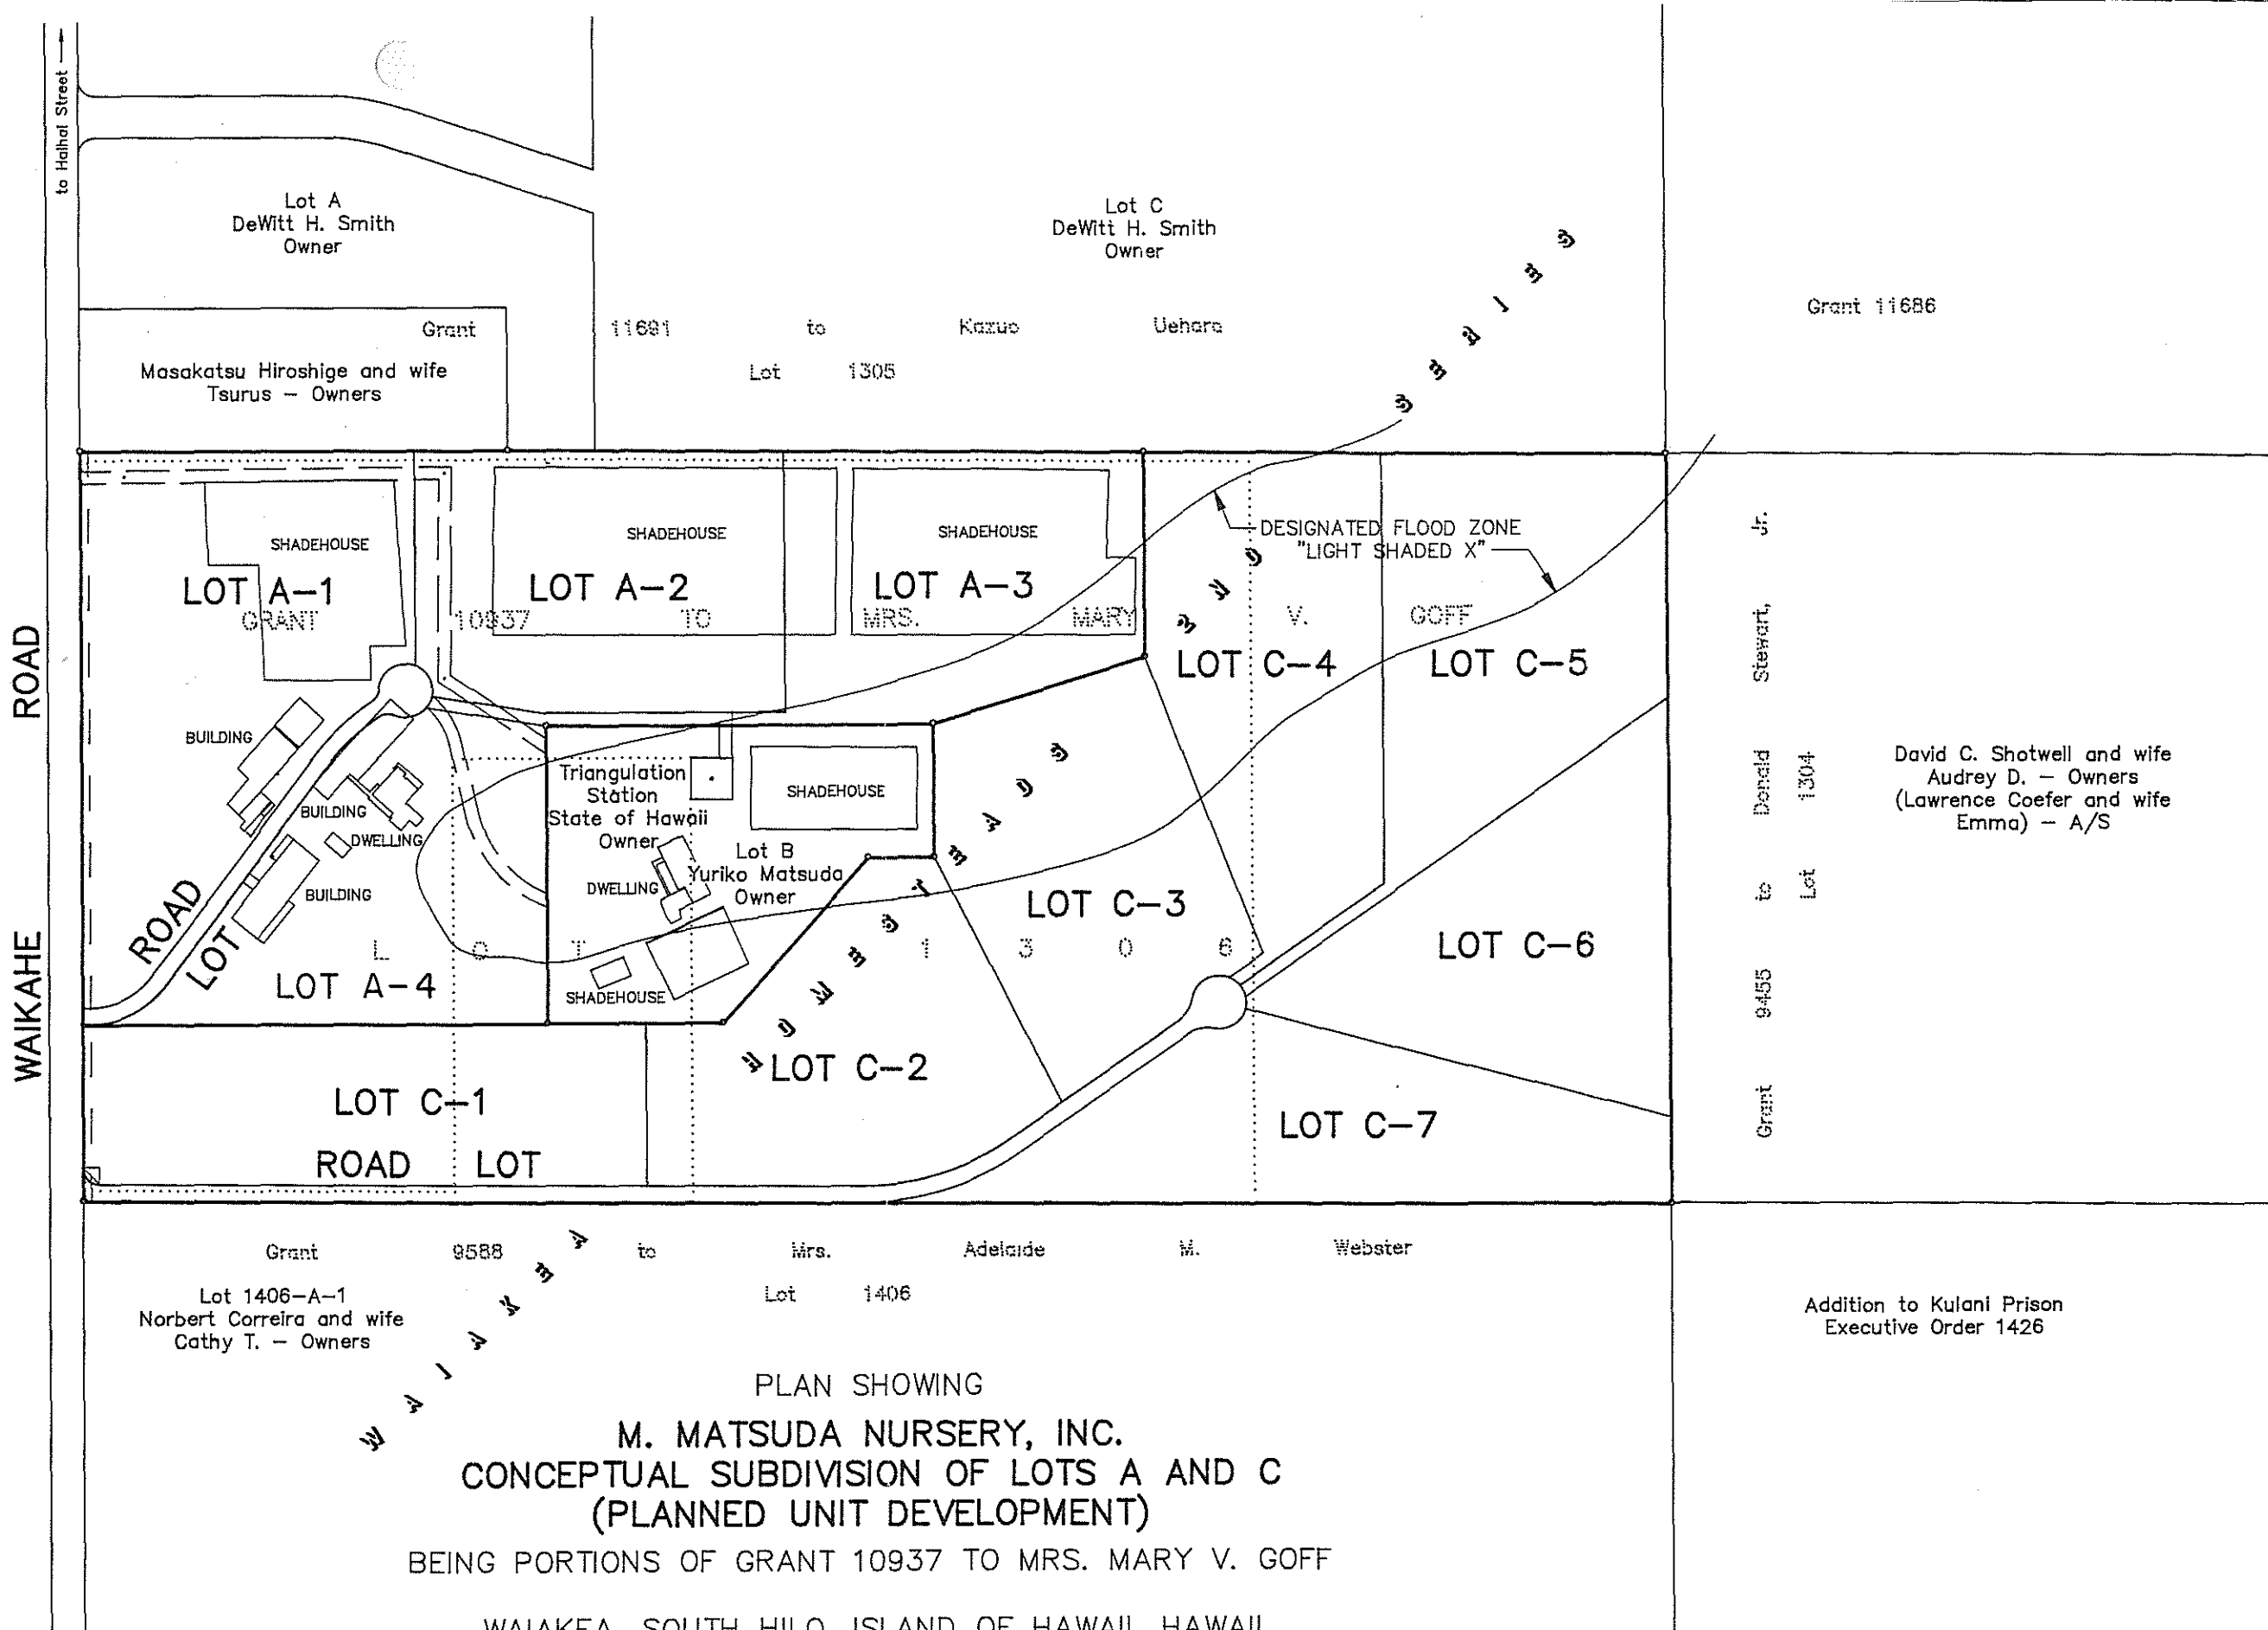 to Haihai Street
Lot A
DeWitt H. Smith
Owner
Lot C
DeWitt H. Smith
Owner
Grant 11691 to Kazuo Uehara
Lot 1305
Masakatsu Hiroshige and wife
Tsurus — Owners
Grant 11686
SHADEHOUSE
SHADEHOUSE
SHADEHOUSE
DESIGNATED FLOOD ZONE
"LIGHT SHADED X"
LOT A-1
LOT A-2
LOT A-3
GRANT 10937 TO MRS. MARY V. GOFF
LOT C-4
LOT C-5
WAIKAHE ROAD
BUILDING
BUILDING
DWELLING
BUILDING
Triangulation
Station
State of Hawaii
Owner
SHADEHOUSE
Lot B
Yuriko Matsuda
Owner
DWELLING
SHADEHOUSE
ROAD
LOT
LOT 1306
LOT A-4
LOT C-3
LOT C-6
LOT C-2
LOT C-1
LOT C-7
ROAD LOT
Grant 9455 to Donald Stewart, Jr.
Lot 1304
David C. Shotwell and wife
Audrey D. — Owners
(Lawrence Coefer and wife
Emma) — A/S
Grant 9588 to Mrs. Adelaide M. Webster
Lot 1406
Lot 1406-A-1
Norbert Correira and wife
Cathy T. — Owners
WAIAKEA HOMESTEADS
Addition to Kulani Prison
Executive Order 1426
PLAN SHOWING
M. MATSUDA NURSERY, INC.
CONCEPTUAL SUBDIVISION OF LOTS A AND C
(PLANNED UNIT DEVELOPMENT)
BEING PORTIONS OF GRANT 10937 TO MRS. MARY V. GOFF
WAIAKEA, SOUTH HILO, ISLAND OF HAWAII, HAWAII